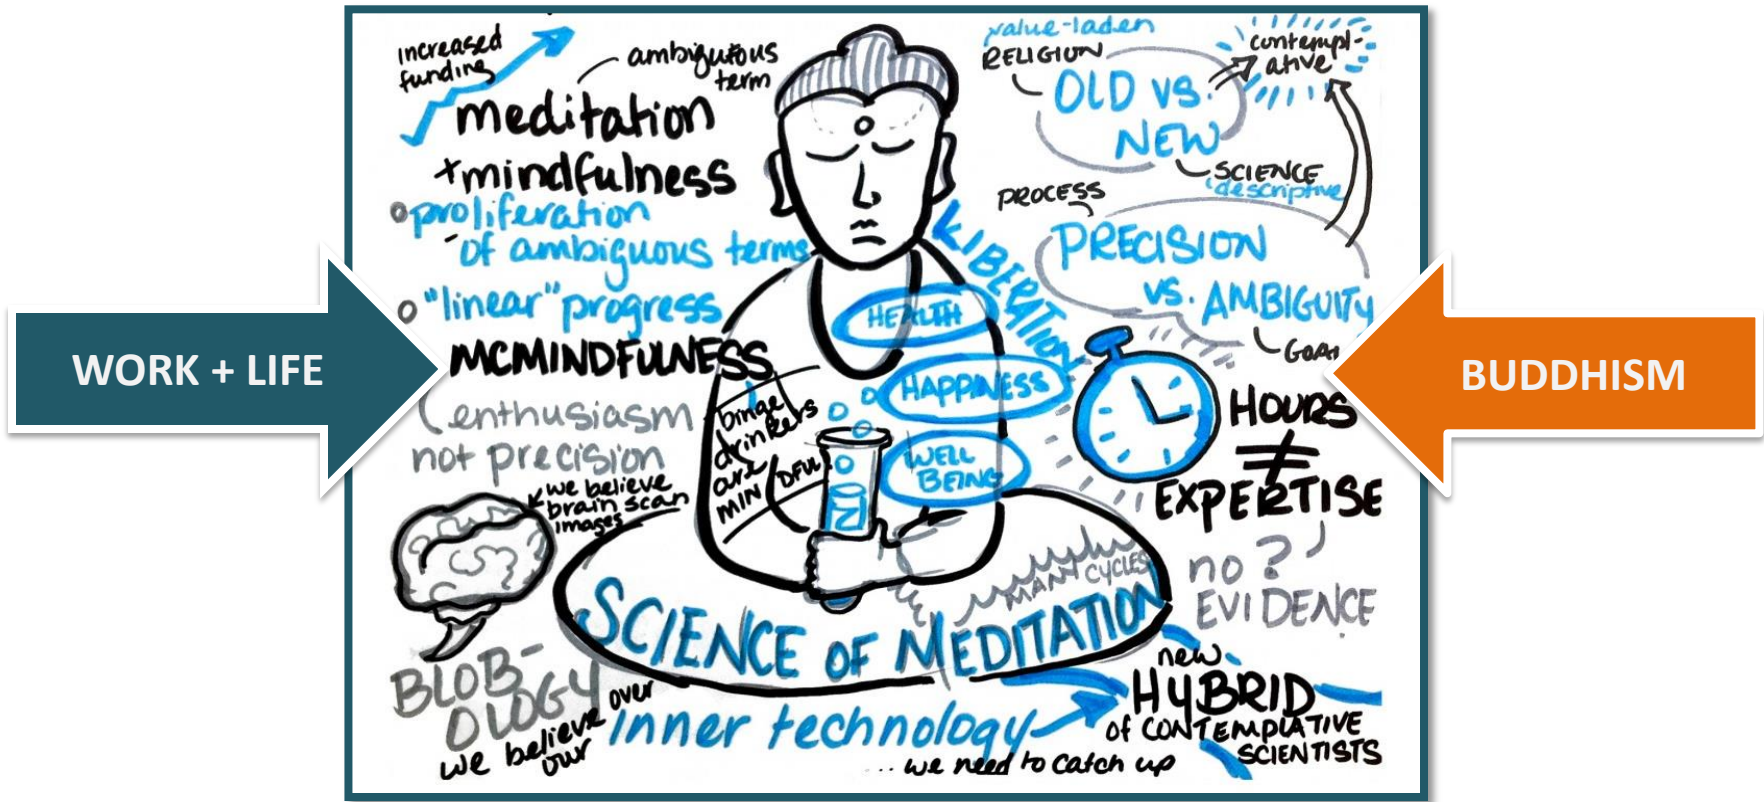 increased
funding
ambiguous
term
meditation
+ mindfulness
proliferation
of ambiguous terms
"linear" progress
MCMINDFULNESS
enthusiasm
not precision
WORK + LIFE
we believe
brain scan
images
BLOB-
OLOGY
we believe over
our
inner technology
... we need to catch up
binge
drinkers
are
MINDFUL
HEALTH
HAPPINESS
WELL
BEING
LIBERATION
SCIENCE OF MEDITATION
MANY CYCLES
value-laden
RELIGION
OLD VS.
NEW
contempl-
ative
SCIENCE
descriptive
PROCESS
PRECISION
VS. AMBIGUITY
GOAL
BUDDHISM
HOURS
≠
EXPERTISE
no ?
EVIDENCE
new
HYBRID
OF CONTEMPLATIVE
SCIENTISTS